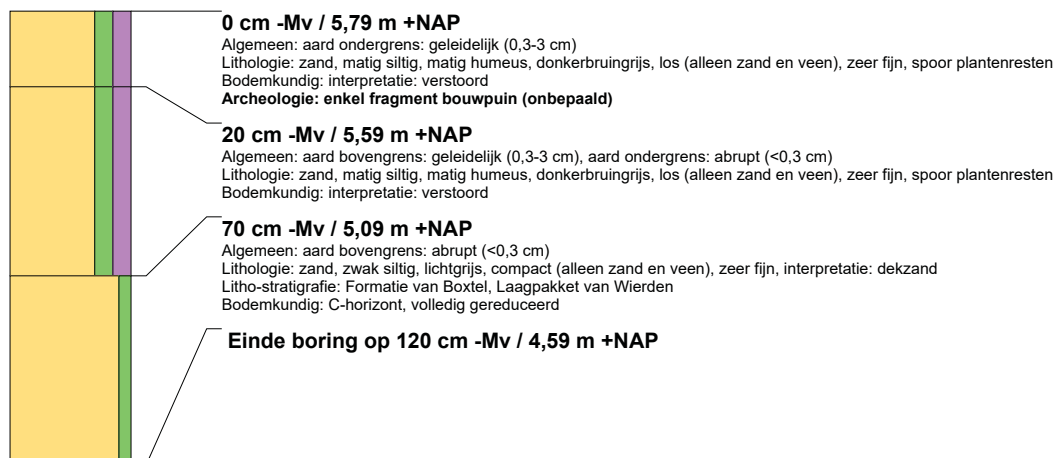 0 cm -Mv / 5,79 m +NAP
Algemeen: aard ondergrens: geleidelijk (0,3-3 cm)
Lithologie: zand, matig siltig, matig humeus, donkerbruingrijs, los (alleen zand en veen), zeer fijn, spoor plantenresten
Bodemkundig: interpretatie: verstoord
Archeologie: enkel fragment bouwpuin (onbepaald)
20 cm -Mv / 5,59 m +NAP
Algemeen: aard bovengrens: geleidelijk (0,3-3 cm), aard ondergrens: abrupt (<0,3 cm)
Lithologie: zand, matig siltig, matig humeus, donkerbruingrijs, los (alleen zand en veen), zeer fijn, spoor plantenresten
Bodemkundig: interpretatie: verstoord
70 cm -Mv / 5,09 m +NAP
Algemeen: aard bovengrens: abrupt (<0,3 cm)
Lithologie: zand, zwak siltig, lichtgrijs, compact (alleen zand en veen), zeer fijn, interpretatie: dekzand
Litho-stratigrafie: Formatie van Boxtel, Laagpakket van Wierden
Bodemkundig: C-horizont, volledig gereduceerd
Einde boring op 120 cm -Mv / 4,59 m +NAP